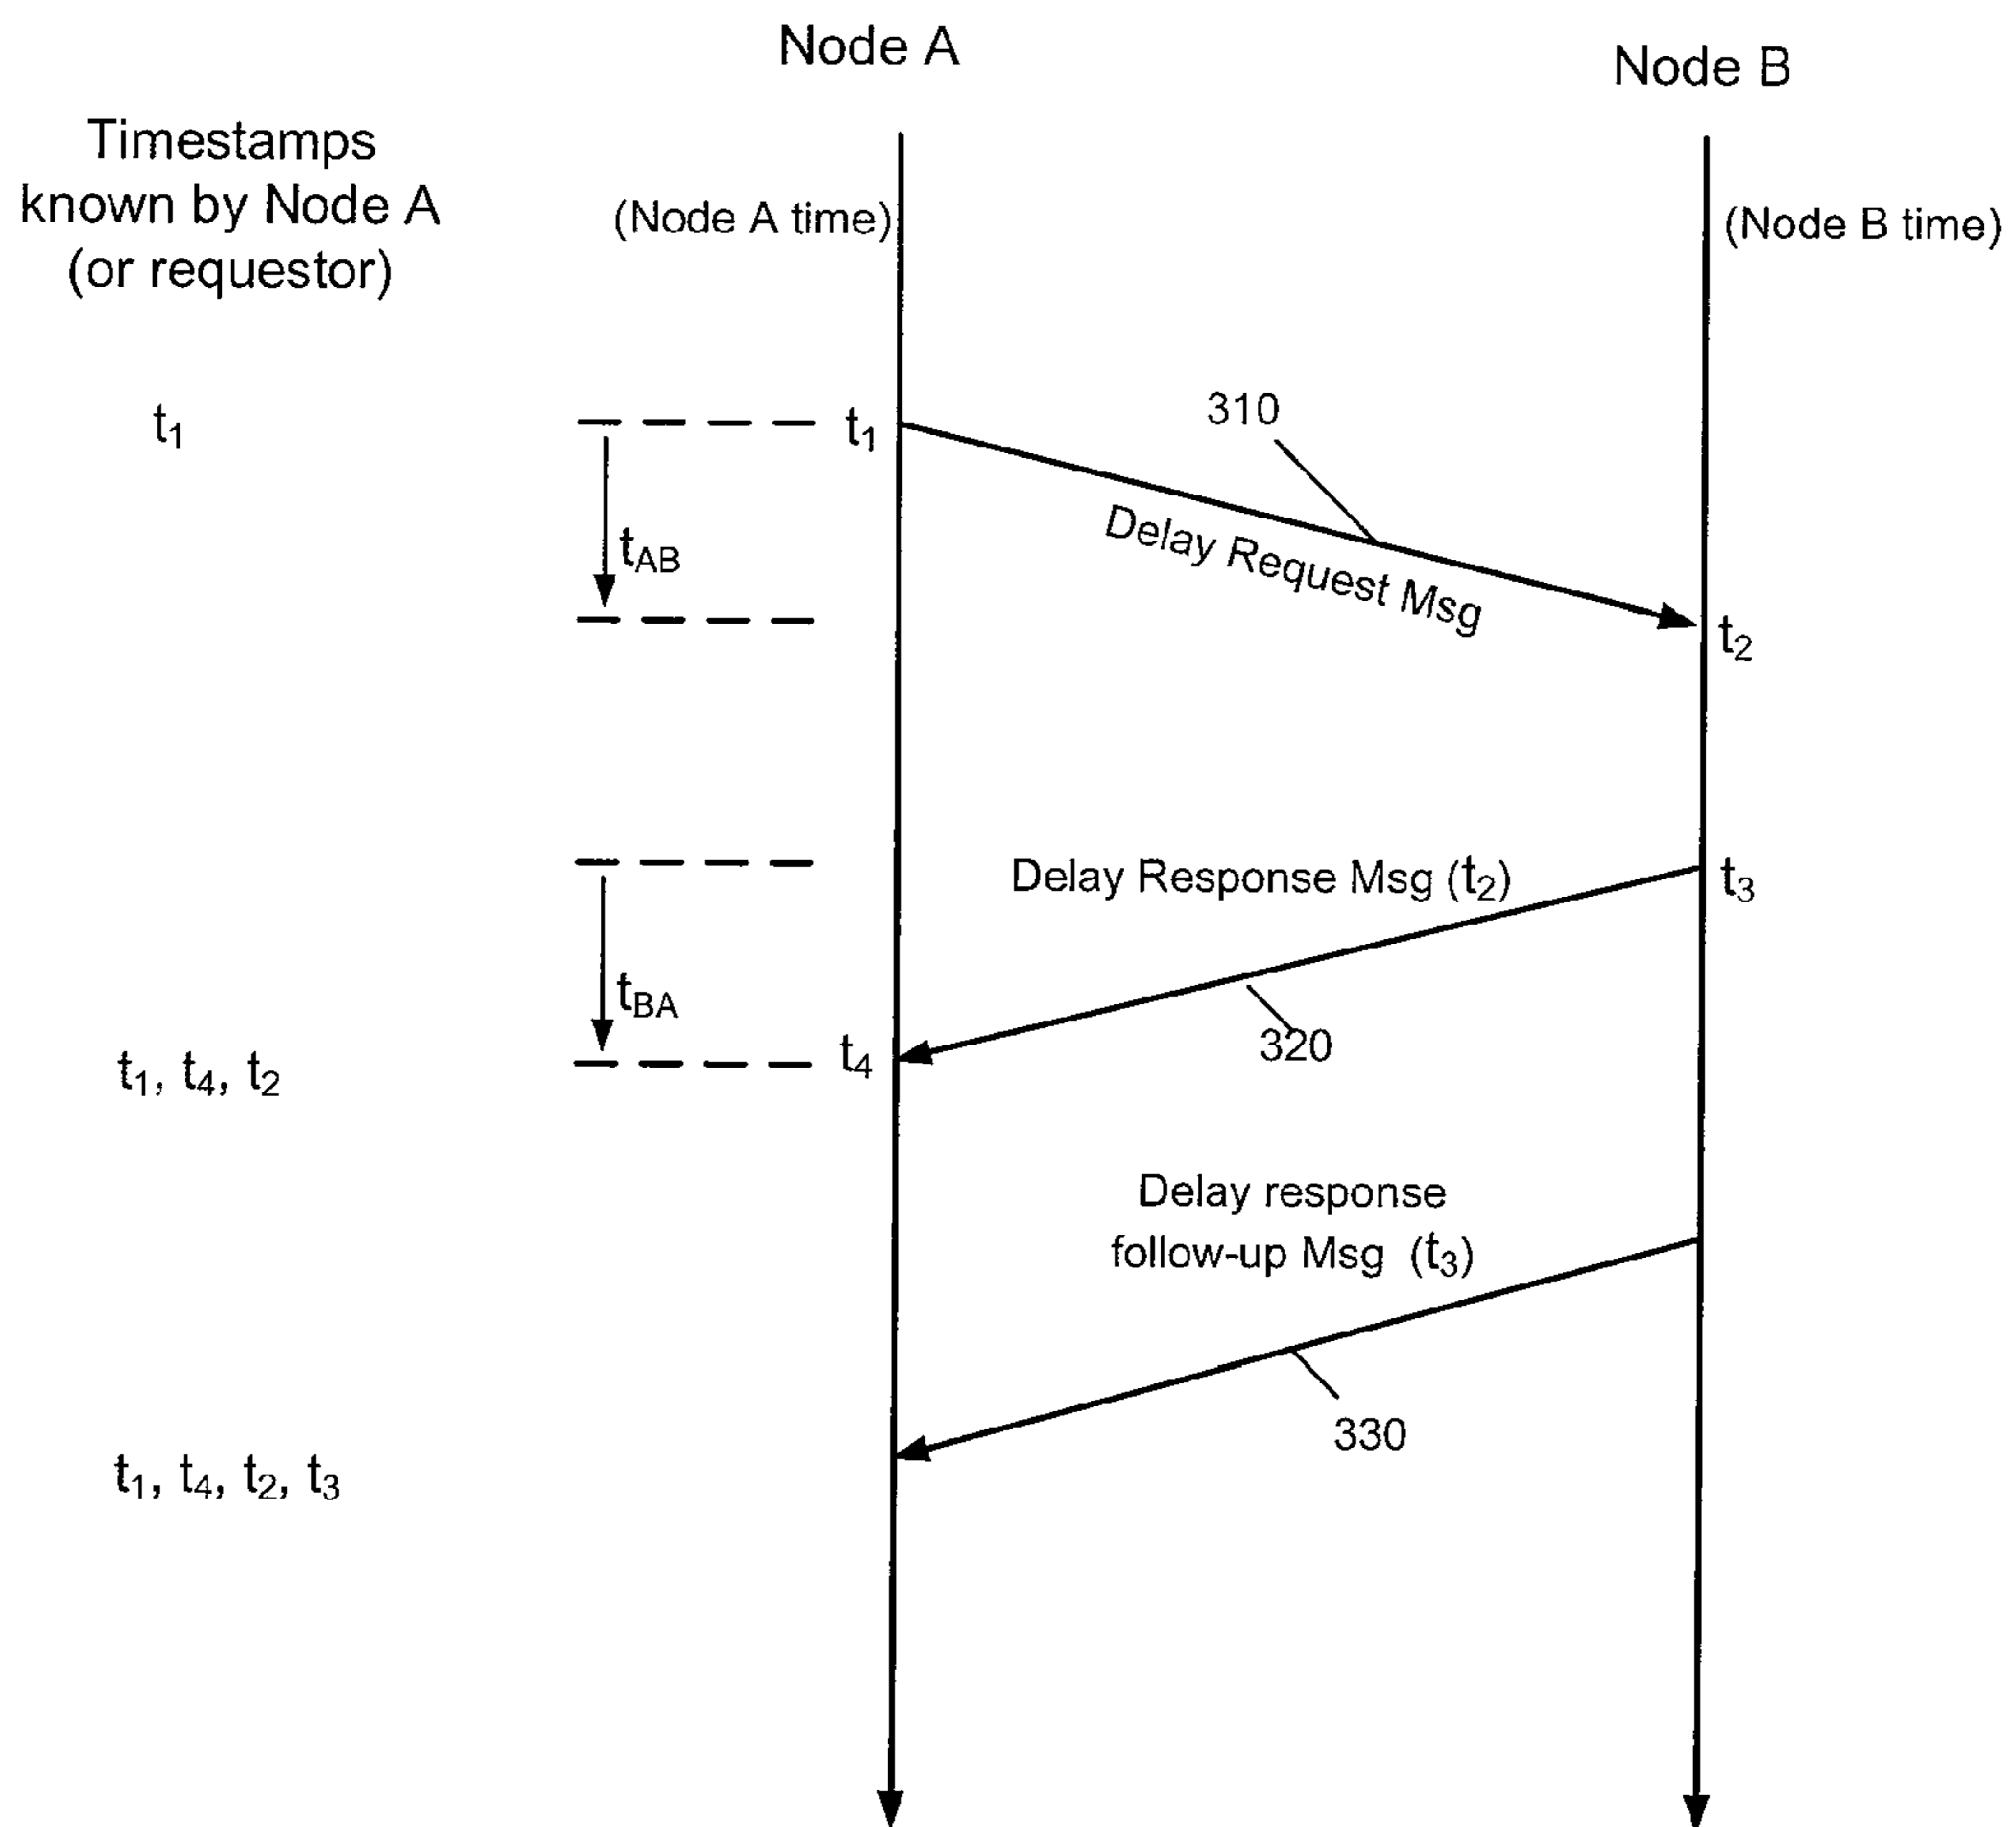 Node A
Node B
Timestamps
known by Node A
(or requestor)
(Node A time)
(Node B time)
t₁
t₁
310
Delay Request Msg
t_AB
t₂
Delay Response Msg (t₂)
t₃
t_BA
320
t₄
t₁, t₄, t₂
Delay response
follow-up Msg (t₃)
330
t₁, t₄, t₂, t₃